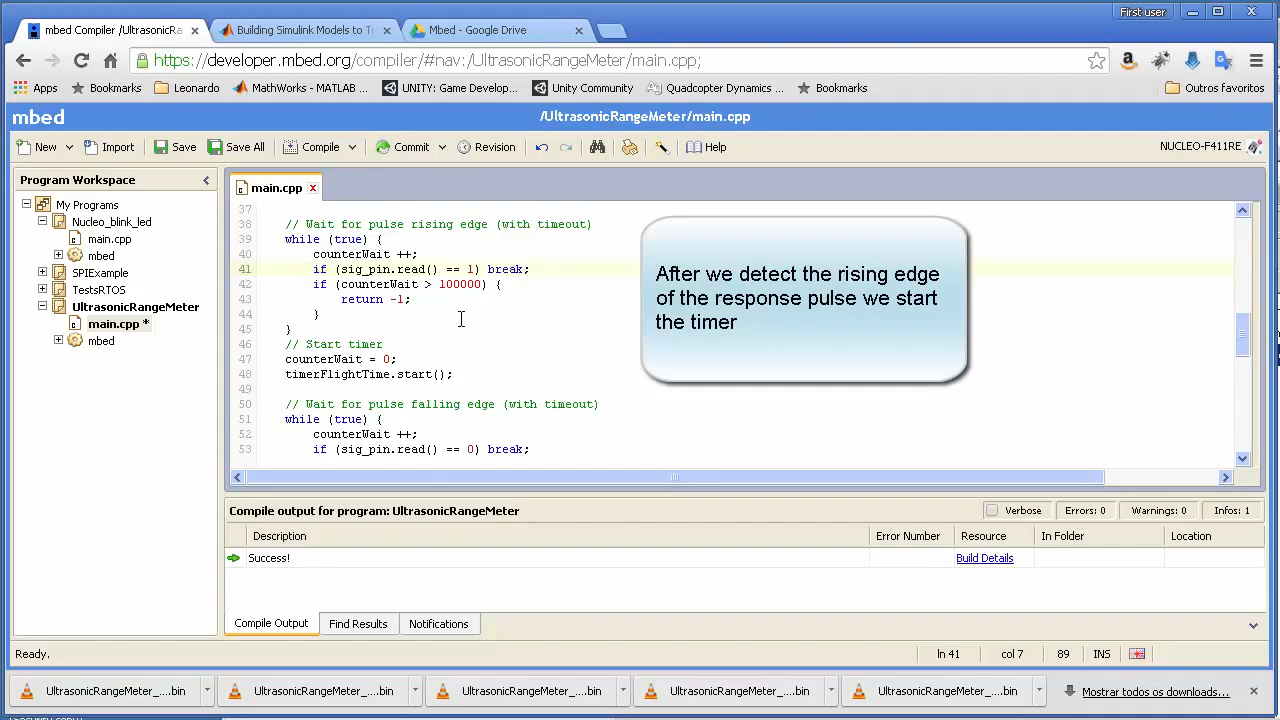 First user
mbed Compiler /UltrasonicRa
Building Simulink Models to T
Mbed - Google Drive
https://developer.mbed.org/compiler/#nav:/UltrasonicRangeMeter/main.cpp;
Apps
Bookmarks
Leonardo
MathWorks - MATLAB ...
UNITY: Game Develop...
Unity Community
Quadcopter Dynamics ...
Bookmarks
Outros Favoritos
mbed
/UltrasonicRangeMeter/main.cpp
New
Import
Save
Save All
Compile
Commit
Revision
Help
NUCLEO-F411RE
Program Workspace
My Programs
Nucleo_blink_led
main.cpp
mbed
SPIExample
TestsRTOS
UltrasonicRangeMeter
main.cpp *
mbed
main.cpp
37
38 // Wait for pulse rising edge (with timeout)
39 while (true) {
40 counterWait ++;
41 if (sig_pin.read() == 1) break;
42 if (counterWait > 100000) {
43 return -1;
44 }
45 }
46 // Start timer
47 counterWait = 0;
48 timerFlightTime.start();
49
50 // Wait for pulse falling edge (with timeout)
51 while (true) {
52 counterWait ++;
53 if (sig_pin.read() == 0) break;
After we detect the rising edge
of the response pulse we start
the timer
Compile output for program: UltrasonicRangeMeter
Verbose
Errors: 0
Warnings: 0
Infos: 1
Description
Error Number
Resource
In Folder
Location
Success!
Build Details
Compile Output
Find Results
Notifications
Ready.
ln 41
col 7
89
INS
UltrasonicRangeMeter_....bin
UltrasonicRangeMeter_....bin
UltrasonicRangeMeter_....bin
UltrasonicRangeMeter_....bin
UltrasonicRangeMeter_....bin
Mostrar todos os downloads...